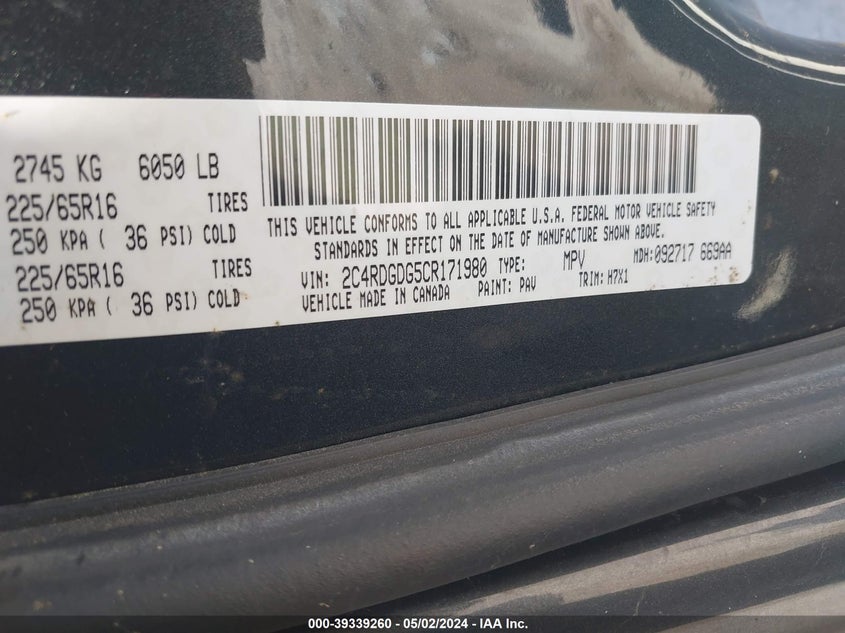 2745 KG 6050 LB
225/65R16 TIRES
250 KPA ( 36 PSI) COLD
225/65R16 TIRES
250 KPA ( 36 PSI) COLD
THIS VEHICLE CONFORMS TO ALL APPLICABLE U.S.A. FEDERAL MOTOR VEHICLE SAFETY
STANDARDS IN EFFECT ON THE DATE OF MANUFACTURE SHOWN ABOVE.
VIN: 2C4RDGDG5CR171980 TYPE: MPV MDH:092717 669AA
VEHICLE MADE IN CANADA PAINT: PAV TRIM: H7X1
000-39339260 - 05/02/2024 - IAA Inc.